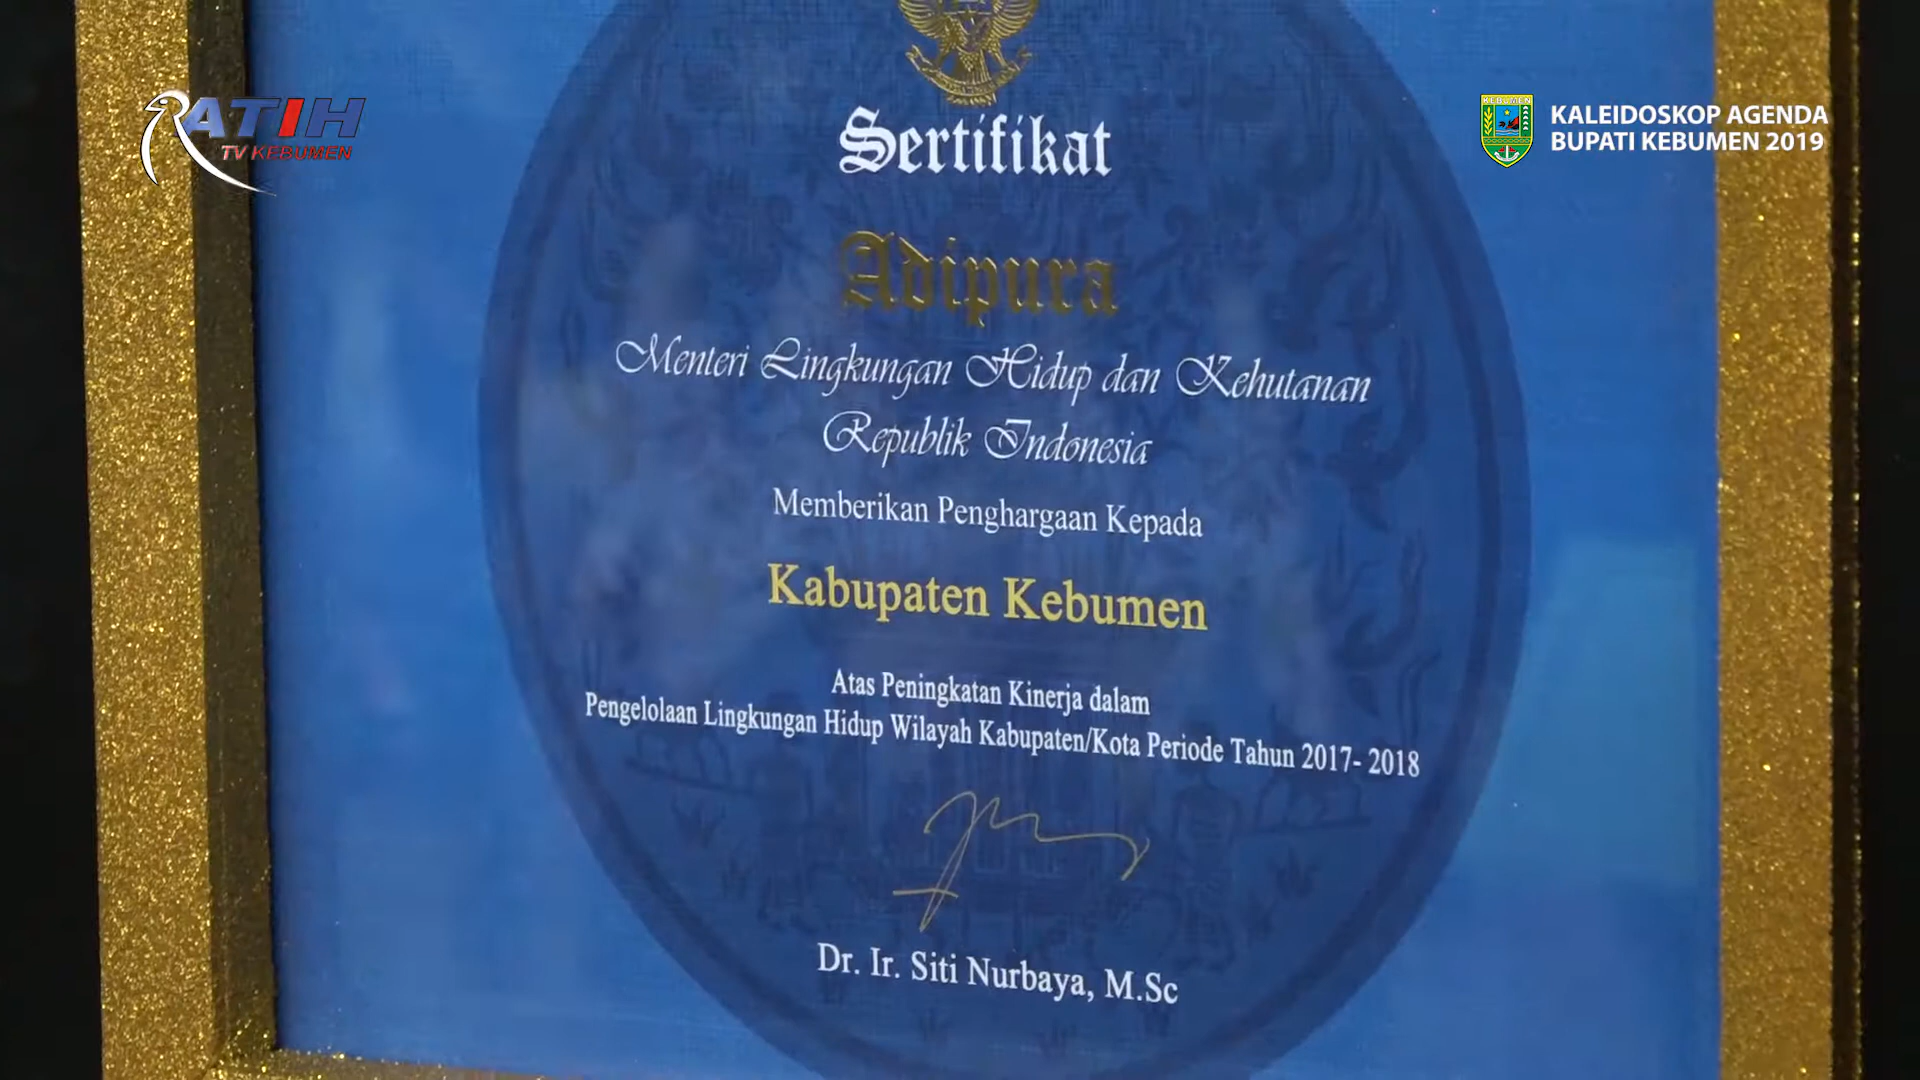 RATIH
TV KEBUMEN
KEBUMEN
KALEIDOSKOP AGENDA
BUPATI KEBUMEN 2019
Sertifikat
Adipura
Menteri Lingkungan Hidup dan Kehutanan
Republik Indonesia
Memberikan Penghargaan Kepada
Kabupaten Kebumen
Atas Peningkatan Kinerja dalam
Pengelolaan Lingkungan Hidup Wilayah Kabupaten/Kota Periode Tahun 2017- 2018
Dr. Ir. Siti Nurbaya, M.Sc